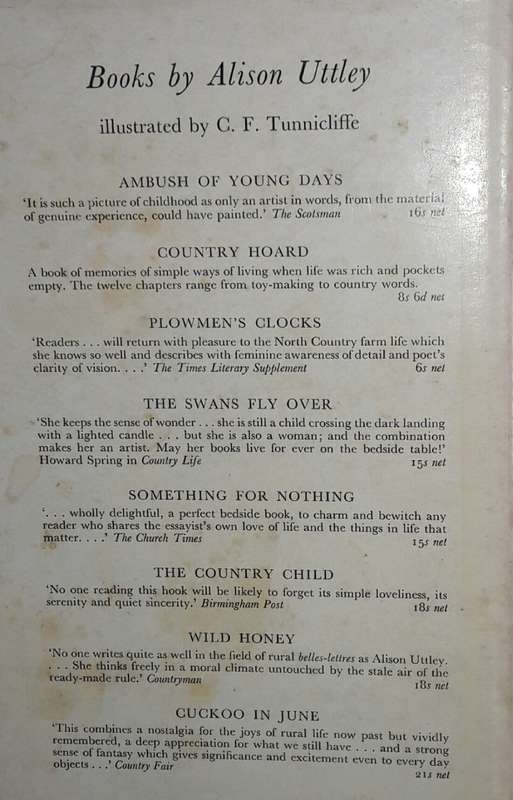 Books by Alison Uttley
illustrated by C. F. Tunnicliffe
AMBUSH OF YOUNG DAYS
‘It is such a picture of childhood as only an artist in words, from the material
of genuine experience, could have painted.’ The Scotsman 16s net
COUNTRY HOARD
A book of memories of simple ways of living when life was rich and pockets
empty. The twelve chapters range from toy-making to country words.
8s 6d net
PLOWMEN’S CLOCKS
‘Readers . . . will return with pleasure to the North Country farm life which
she knows so well and describes with feminine awareness of detail and poet’s
clarity of vision. . . .’ The Times Literary Supplement 6s net
THE SWANS FLY OVER
‘She keeps the sense of wonder . . . she is still a child crossing the dark landing
with a lighted candle . . . but she is also a woman; and the combination
makes her an artist. May her books live for ever on the bedside table!’
Howard Spring in Country Life 15s net
SOMETHING FOR NOTHING
‘. . . wholly delightful, a perfect bedside book, to charm and bewitch any
reader who shares the essayist’s own love of life and the things in life that
matter. . . .’ The Church Times 15s net
THE COUNTRY CHILD
‘No one reading this hook will be likely to forget its simple loveliness, its
serenity and quiet sincerity.’ Birmingham Post 18s net
WILD HONEY
‘No one writes quite as well in the field of rural belles-lettres as Alison Uttley.
. . . She thinks freely in a moral climate untouched by the stale air of the
ready-made rule.’ Countryman 18s net
CUCKOO IN JUNE
‘This combines a nostalgia for the joys of rural life now past but vividly
remembered, a deep appreciation for what we still have . . . and a strong
sense of fantasy which gives significance and excitement even to every day
objects . . .’ Country Fair 21s net